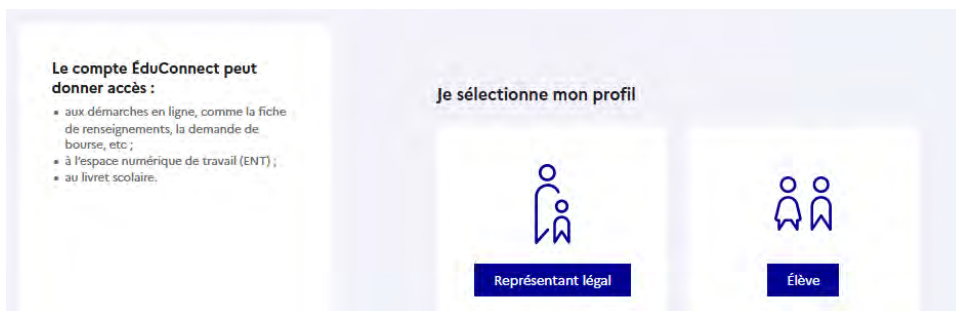 Le compte ÉduConnect peut
donner accès :
• aux démarches en ligne, comme la fiche
de renseignements, la demande de
bourse, etc ;
• à l'espace numérique de travail (ENT) ;
• au livret scolaire.
Je sélectionne mon profil
Représentant légal
Élève